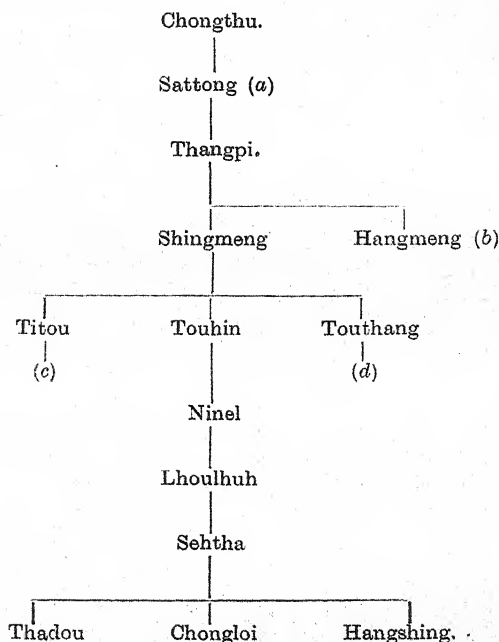 Chongthu.
Sattong (a)
Thangpi.
Shingmeng Hangmeng (b)
Titou Touhin Touthang
(c) (d)
Ninel
Lhoulhuh
Sehtha
Thadou Chongloi Hangshing.